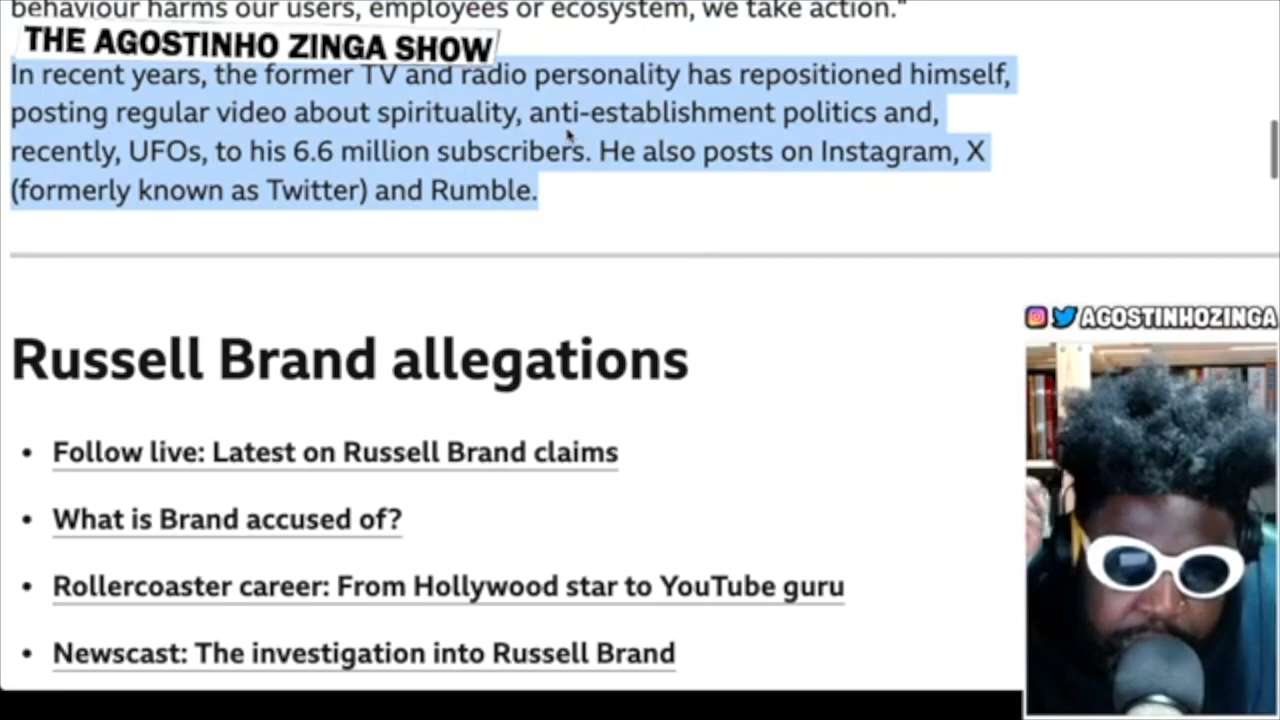 behaviour harms our users, employees or ecosystem, we take action."
THE AGOSTINHO ZINGA SHOW
In recent years, the former TV and radio personality has repositioned himself,
posting regular video about spirituality, anti-establishment politics and,
recently, UFOs, to his 6.6 million subscribers. He also posts on Instagram, X
(formerly known as Twitter) and Rumble.
AGOSTINHOZINGA
Russell Brand allegations
• Follow live: Latest on Russell Brand claims
• What is Brand accused of?
• Rollercoaster career: From Hollywood star to YouTube guru
• Newscast: The investigation into Russell Brand